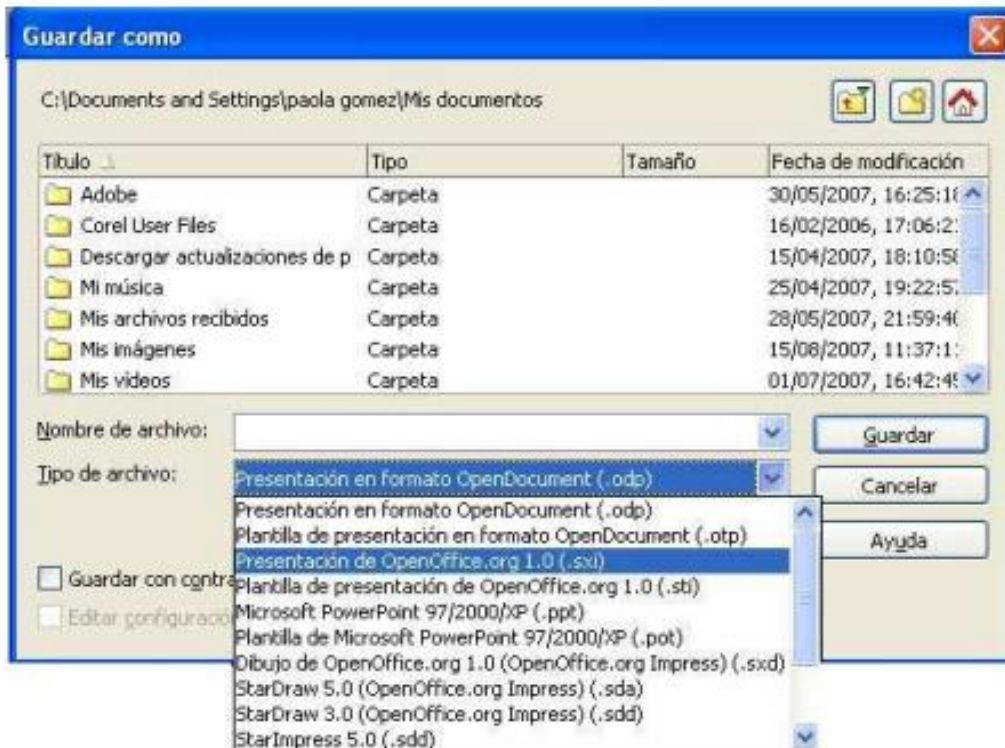 Guardar como
C:\Documents and Settings\paola gomez\Mis documentos
Título Tipo Tamaño Fecha de modificación
Adobe Carpeta 30/05/2007, 16:25:18
Corel User Files Carpeta 16/02/2006, 17:06:2
Descargar actualizaciones de p Carpeta 15/04/2007, 18:10:58
Mi música Carpeta 25/04/2007, 19:22:5
Mis archivos recibidos Carpeta 28/05/2007, 21:59:4
Mis imágenes Carpeta 15/08/2007, 11:37:1
Mis vídeos Carpeta 01/07/2007, 16:42:45
Nombre de archivo: Guardar
Tipo de archivo: Presentación en formato OpenDocument (.odp) Cancelar
Presentación en formato OpenDocument (.odp)
Plantilla de presentación en formato OpenDocument (.otp) Ayuda
Presentación de OpenOffice.org 1.0 (.sxi)
Guardar con contra Plantilla de presentación de OpenOffice.org 1.0 (.sti)
Microsoft PowerPoint 97/2000/XP (.ppt)
Editar configuració Plantilla de Microsoft PowerPoint 97/2000/XP (.pot)
Dibujo de OpenOffice.org 1.0 (OpenOffice.org Impress) (.sxd)
StarDraw 5.0 (OpenOffice.org Impress) (.sda)
StarDraw 3.0 (OpenOffice.org Impress) (.sdd)
StarImpress 5.0 (.sdd)